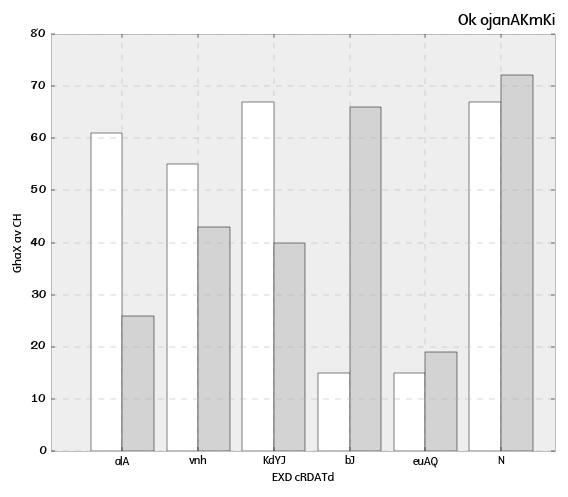 Ok ojanAKmKi
80
70
60
50
40
30
20
10
0
GhaX av CH
alA
vnh
KdYJ
bJ
euAQ
N
EXD cRDATd